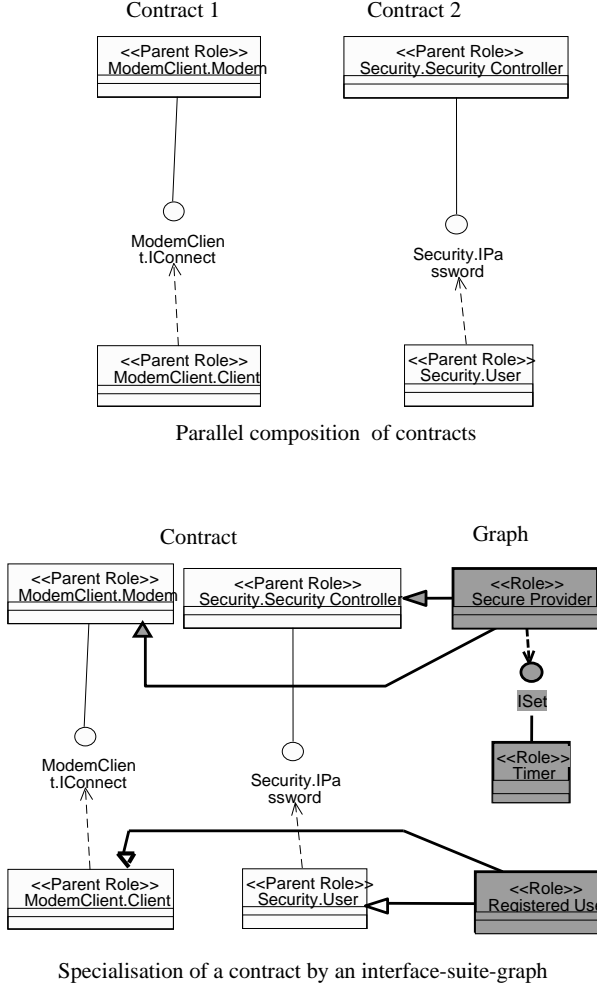 Contract 1
Contract 2
<<Parent Role>>
ModemClient.Modem
<<Parent Role>>
Security.Security Controller
ModemClien
t.IConnect
Security.IPa
ssword
<<Parent Role>>
ModemClient.Client
<<Parent Role>>
Security.User
Parallel composition of contracts
Contract
Graph
<<Parent Role>>
ModemClient.Modem
<<Parent Role>>
Security.Security Controller
<<Role>>
Secure Provider
ISet
ModemClien
t.IConnect
Security.IPa
ssword
<<Role>>
Timer
<<Parent Role>>
ModemClient.Client
<<Parent Role>>
Security.User
<<Role>>
Registered Use
Specialisation of a contract by an interface-suite-graph